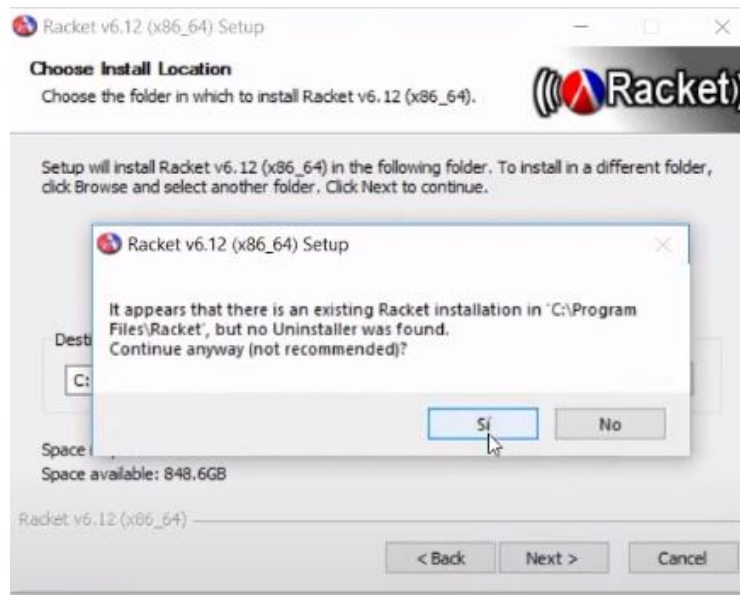 Racket v6.12 (x86_64) Setup
Choose Install Location
Choose the folder in which to install Racket v6.12 (x86_64).
Racket
Setup will install Racket v6.12 (x86_64) in the following folder. To install in a different folder,
click Browse and select another folder. Click Next to continue.
Racket v6.12 (x86_64) Setup
It appears that there is an existing Racket installation in 'C:\Program
Files\Racket', but no Uninstaller was found.
Continue anyway (not recommended)?
Sí No
Desti
C:
Space
Space available: 848.6GB
Racket v6.12 (x86_64)
< Back Next > Cancel